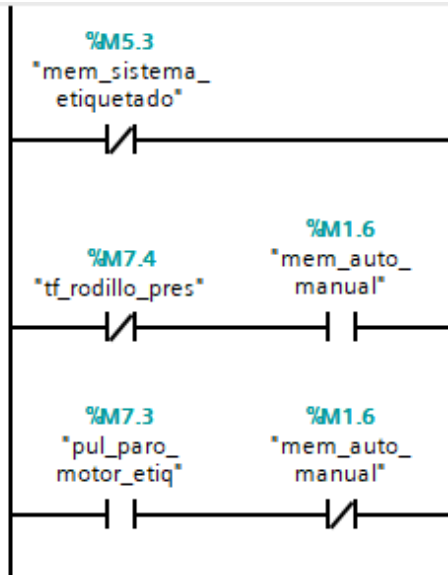 %M5.3
"mem_sistema_
etiquetado"
%M1.6
"mem_auto_
manual"
%M7.4
"tf_rodillo_pres"
%M7.3
"pul_paro_
motor_etiq"
%M1.6
"mem_auto_
manual"